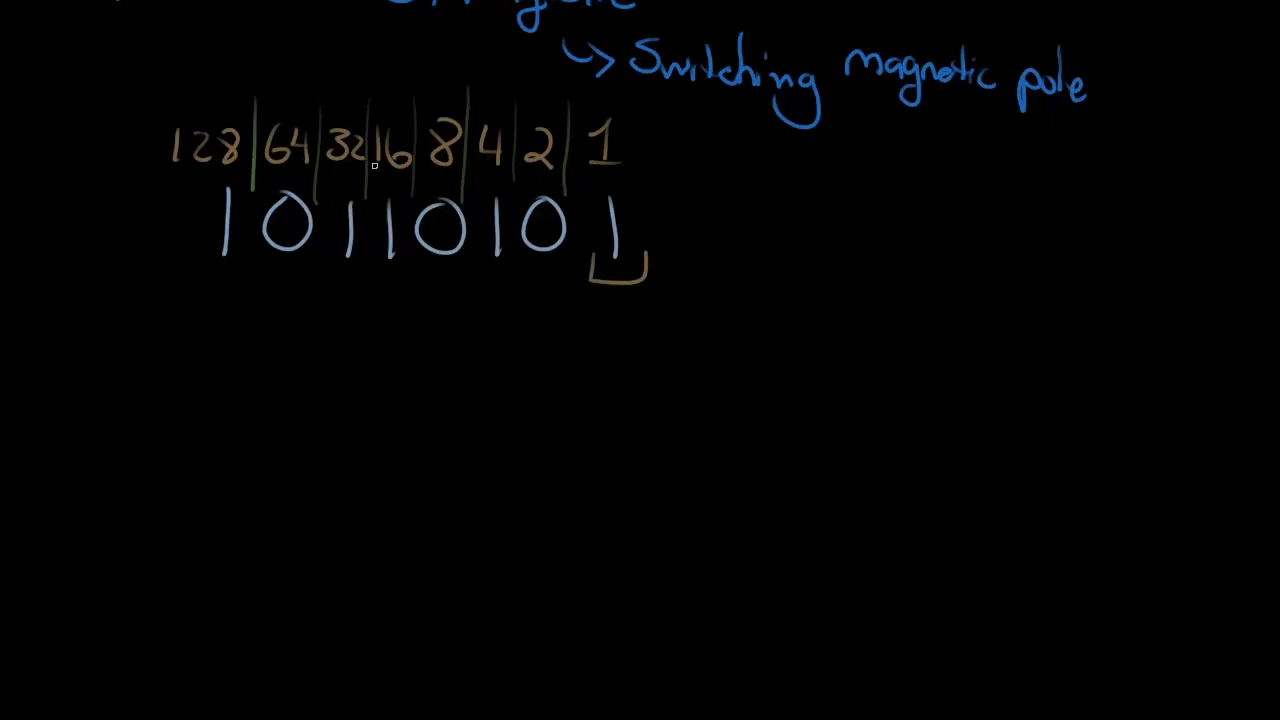 ↳ Switching magnetic pole
128 | 64 | 32 | 16 | 8 | 4 | 2 | 1
1 0 1 1 0 1 0 1